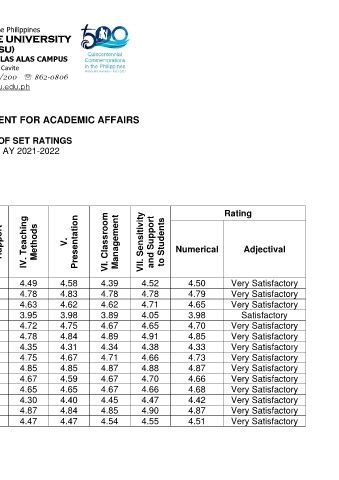 e Philippines
E UNIVERSITY
SU)
LAS ALAS CAMPUS
Cavite
/200 ☏ 862-0806
u.edu.ph
500
Quincentennial
Commemorations
in the Philippines
ENT FOR ACADEMIC AFFAIRS
OF SET RATINGS
AY 2021-2022
IV. Teaching Methods
V. Presentation
VI. Classroom Management
VII. Sensitivity and Support to Students
Rating
Numerical Adjectival
4.49 4.58 4.39 4.52 4.50 Very Satisfactory
4.78 4.83 4.78 4.78 4.79 Very Satisfactory
4.63 4.62 4.62 4.71 4.65 Very Satisfactory
3.95 3.98 3.89 4.05 3.98 Satisfactory
4.72 4.75 4.67 4.65 4.70 Very Satisfactory
4.78 4.84 4.89 4.91 4.85 Very Satisfactory
4.35 4.31 4.34 4.38 4.33 Very Satisfactory
4.75 4.67 4.71 4.66 4.73 Very Satisfactory
4.85 4.85 4.87 4.88 4.87 Very Satisfactory
4.67 4.59 4.67 4.70 4.66 Very Satisfactory
4.65 4.65 4.67 4.66 4.68 Very Satisfactory
4.30 4.40 4.45 4.47 4.42 Very Satisfactory
4.87 4.84 4.85 4.90 4.87 Very Satisfactory
4.47 4.47 4.54 4.55 4.51 Very Satisfactory